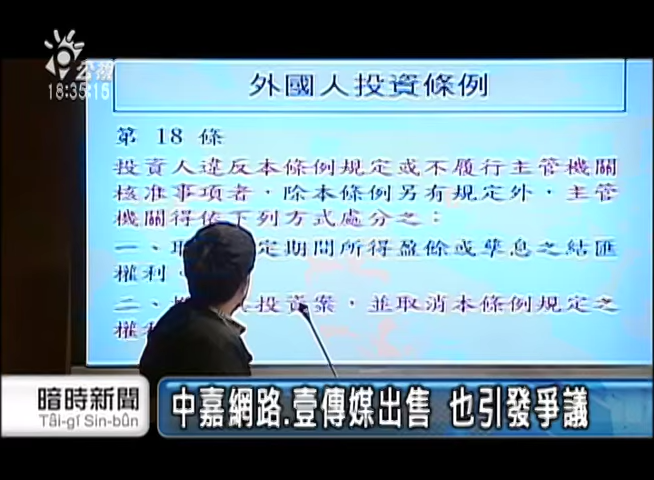 公視
18:35:15
外國人投資條例
第 18 條
投資人違反本條例規定或不履行主管機關
核准事項者，除本條例另有規定外，主管
機關得依下列方式處分之：
一、取 定期間所得盈餘或孳息之結匯
權利。
二、 投資案，並取消本條例規定之
權
暗時新聞
Tâi-gí Sin-bûn
中嘉網路.壹傳媒出售 也引發爭議